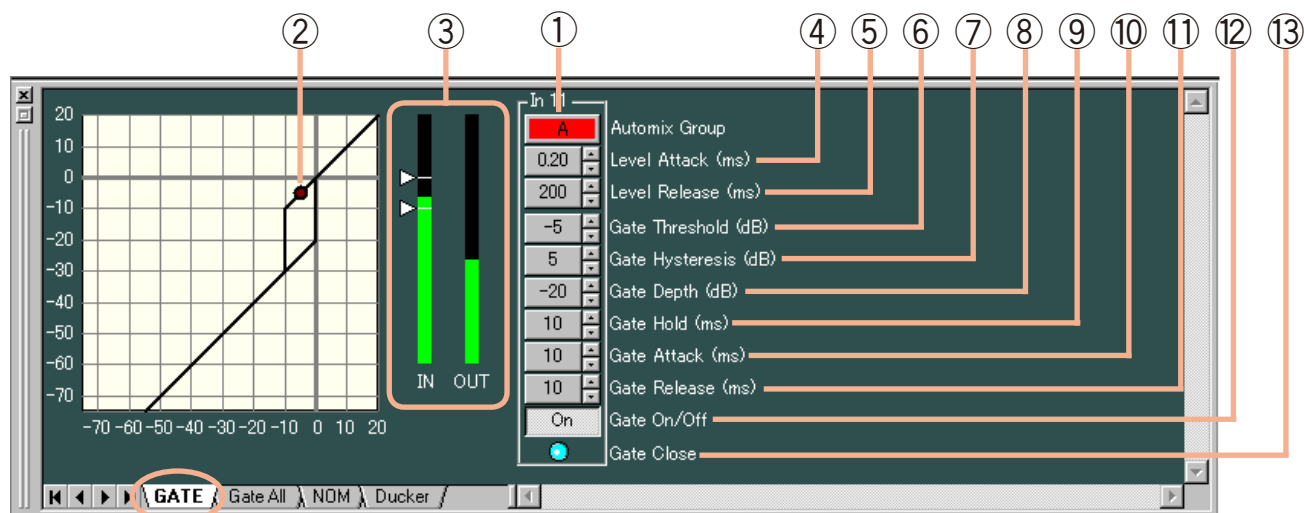 ② ③ ① ④ ⑤ ⑥ ⑦ ⑧ ⑨ ⑩ ⑪ ⑫ ⑬
20
10
0
-10
-20
-30
-40
-50
-60
-70
-70 -60 -50 -40 -30 -20 -10 0 10 20
IN OUT
In 11
A Automix Group
0.20 Level Attack (ms)
200 Level Release (ms)
-5 Gate Threshold (dB)
5 Gate Hysteresis (dB)
-20 Gate Depth (dB)
10 Gate Hold (ms)
10 Gate Attack (ms)
10 Gate Release (ms)
On Gate On/Off
Gate Close
GATE Gate All NOM Ducker